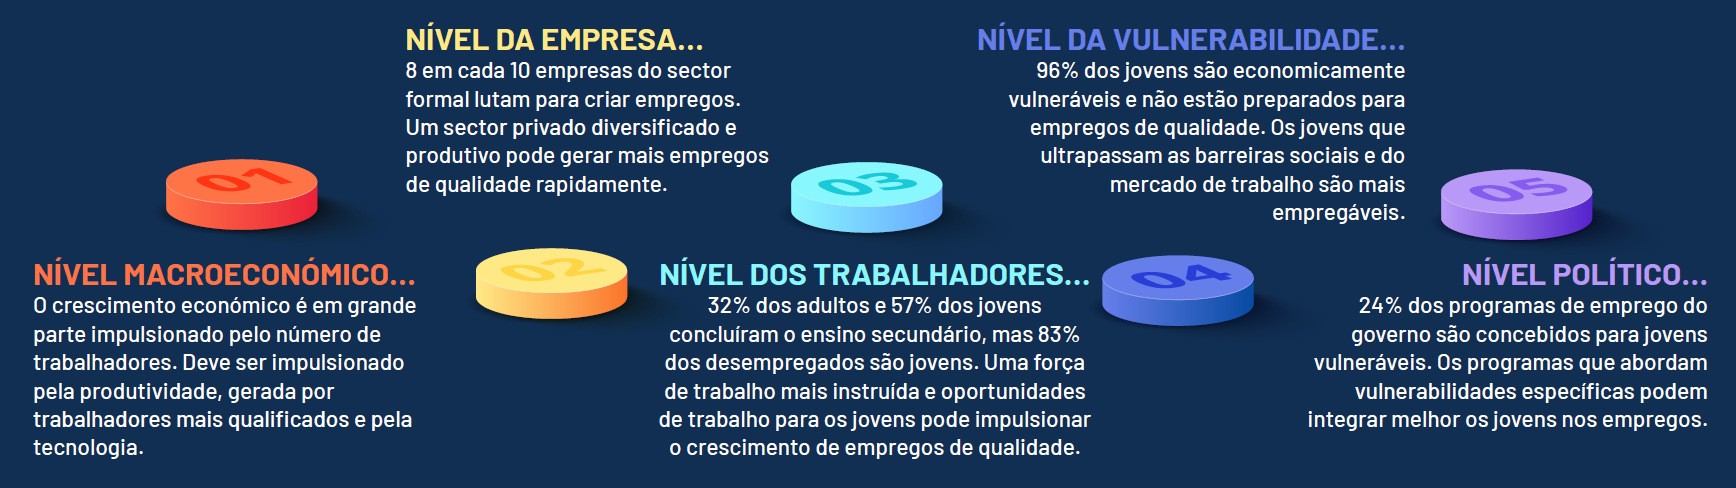 01
NÍVEL MACROECONÓMICO...
O crescimento económico é em grande
parte impulsionado pelo número de
trabalhadores. Deve ser impulsionado
pela produtividade, gerada por
trabalhadores mais qualificados e pela
tecnologia.
NÍVEL DA EMPRESA...
8 em cada 10 empresas do sector
formal lutam para criar empregos.
Um sector privado diversificado e
produtivo pode gerar mais empregos
de qualidade rapidamente.
02
03
NÍVEL DOS TRABALHADORES...
32% dos adultos e 57% dos jovens
concluíram o ensino secundário, mas 83%
dos desempregados são jovens. Uma força
de trabalho mais instruída e oportunidades
de trabalho para os jovens pode impulsionar
o crescimento de empregos de qualidade.
NÍVEL DA VULNERABILIDADE...
96% dos jovens são economicamente
vulneráveis e não estão preparados para
empregos de qualidade. Os jovens que
ultrapassam as barreiras sociais e do
mercado de trabalho são mais
empregáveis.
04
05
NÍVEL POLÍTICO...
24% dos programas de emprego do
governo são concebidos para jovens
vulneráveis. Os programas que abordam
vulnerabilidades específicas podem
integrar melhor os jovens nos empregos.